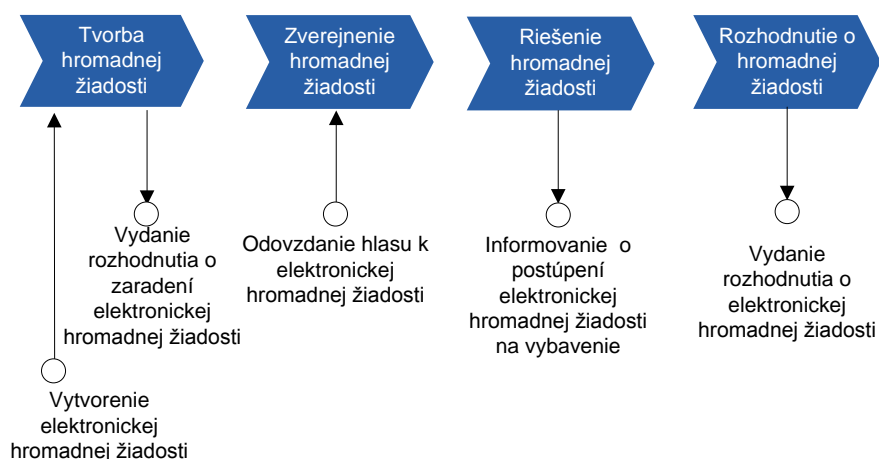 Tvorba
hromadnej
žiadosti
Zverejnenie
hromadnej
žiadosti
Riešenie
hromadnej
žiadosti
Rozhodnutie o
hromadnej
žiadosti
Vydanie
rozhodnutia o
zaradení
elektronickej
hromadnej žiadosti
Odovzdanie hlasu k
elektronickej
hromadnej žiadosti
Informovanie o
postúpení
elektronickej
hromadnej žiadosti
na vybavenie
Vydanie
rozhodnutia o
elektronickej
hromadnej žiadosti
Vytvorenie
elektronickej
hromadnej žiadosti